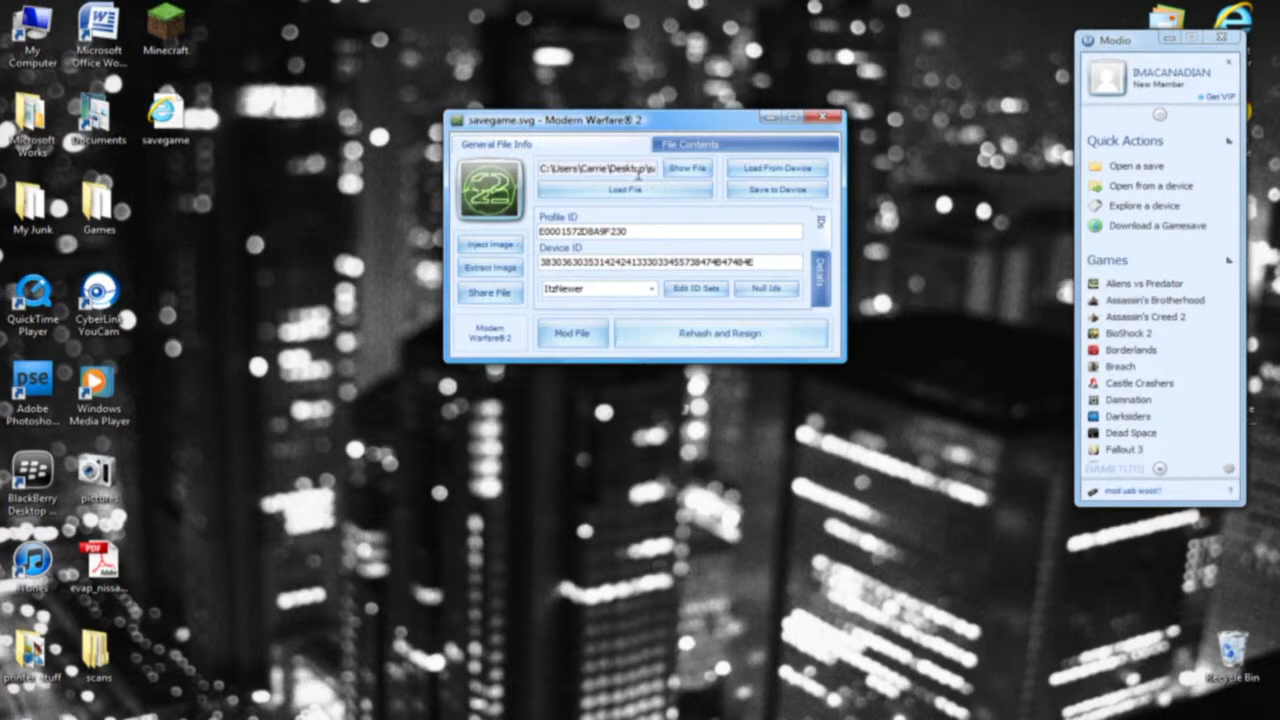 My
Computer
Microsoft
Office Wo...
Minecraft
Microsoft
Works
Documents
savegame
My Junk
Games
QuickTime
Player
CyberLink
YouCam
Adobe
Photosho...
Windows
Media Player
BlackBerry
Desktop ...
pictures
iTunes
evap_nissa...
printer stuff
scans
savegame.svg - Modern Warfare® 2
General File Info
File Contents
C:\Users\Carrie\Desktop\s
Show File
Load From Device
Load File
Save to Device
Profile ID
E0001572D8A9F230
IDs
Device ID
Details
Inject Image
Extract Image
Share File
ItzNewer
Edit ID Sets
Null Ids
Modern
Warfare® 2
Mod File
Rehash and Resign
Modio
IMACANADIAN
New Member
Get VIP
Quick Actions
Open a save
Open from a device
Explore a device
Download a Gamesave
Games
Aliens vs Predator
Assassin's Brotherhood
Assassin's Creed 2
BioShock 2
Borderlands
Breach
Castle Crashers
Damnation
Darksiders
Dead Space
Fallout 3
mod usb woot!!
?
Recycle Bin